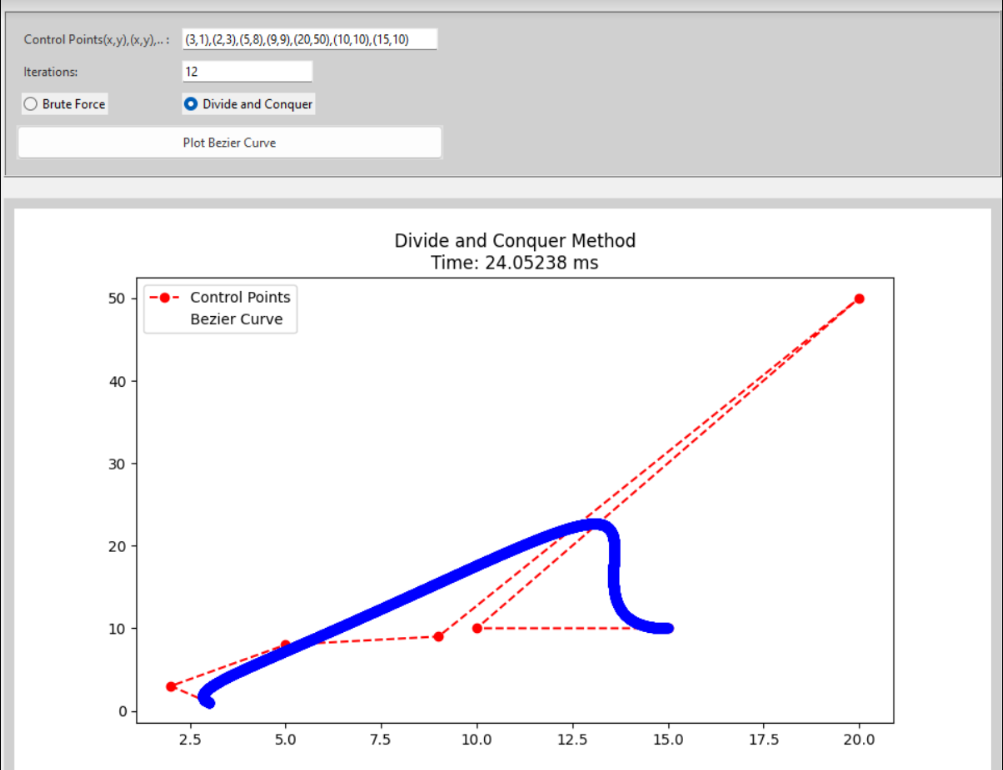 Control Points(x,y),(x,y),.. : (3,1),(2,3),(5,8),(9,9),(20,50),(10,10),(15,10)
Iterations: 12
Brute Force Divide and Conquer
Plot Bezier Curve
Divide and Conquer Method
Time: 24.05238 ms
Control Points
Bezier Curve
50
40
30
20
10
0
2.5 5.0 7.5 10.0 12.5 15.0 17.5 20.0